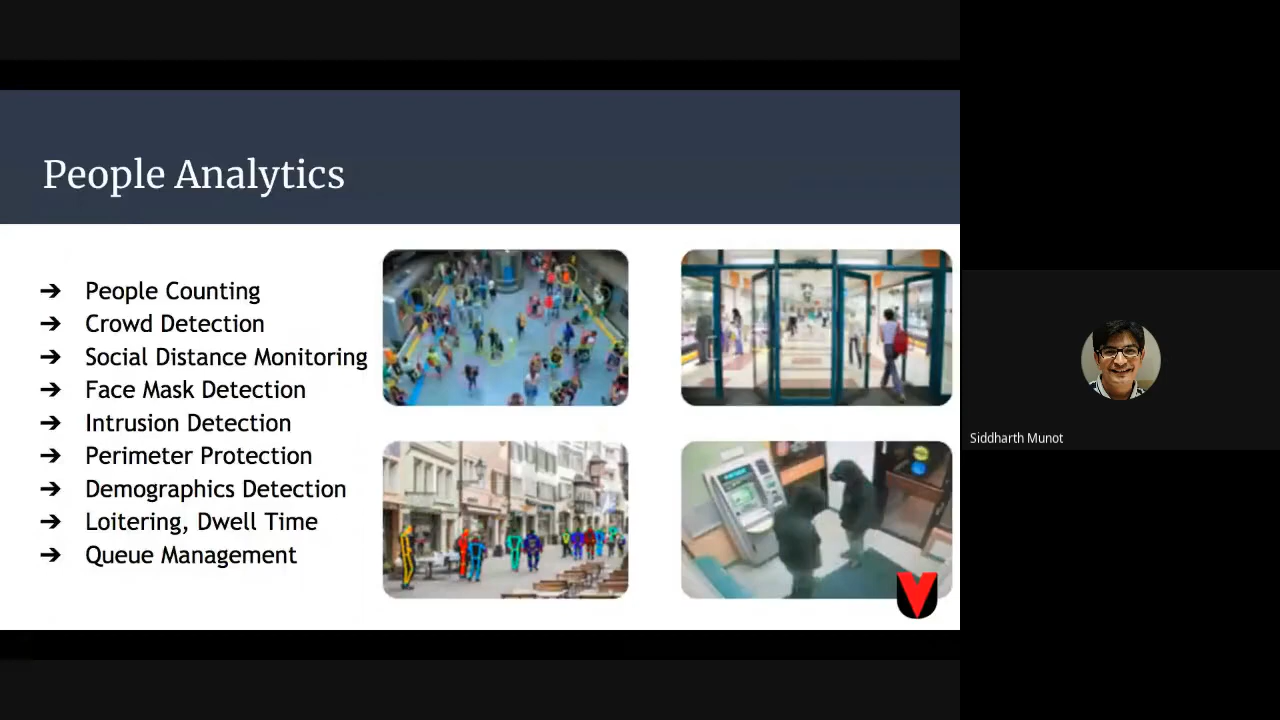 People Analytics
➔ People Counting
➔ Crowd Detection
➔ Social Distance Monitoring
➔ Face Mask Detection
➔ Intrusion Detection
➔ Perimeter Protection
➔ Demographics Detection
➔ Loitering, Dwell Time
➔ Queue Management
Siddharth Munot